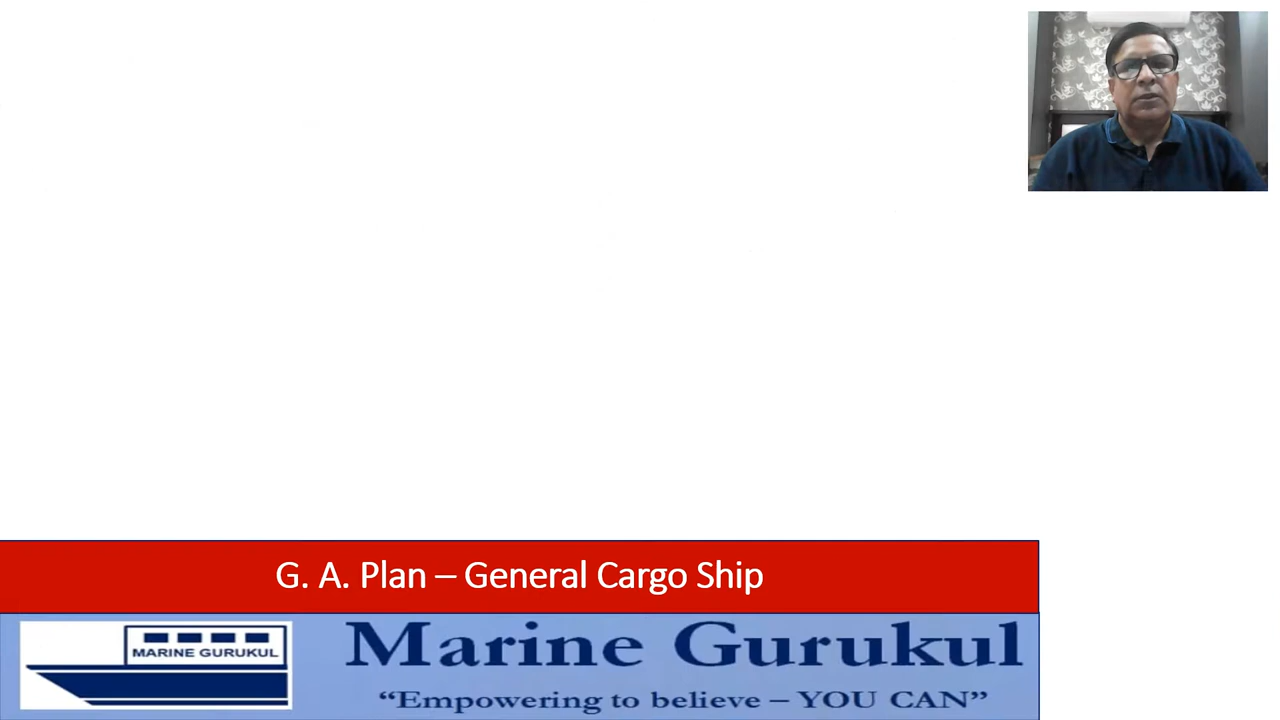 G. A. Plan – General Cargo Ship
MARINE GURUKUL
Marine Gurukul
“Empowering to believe – YOU CAN”